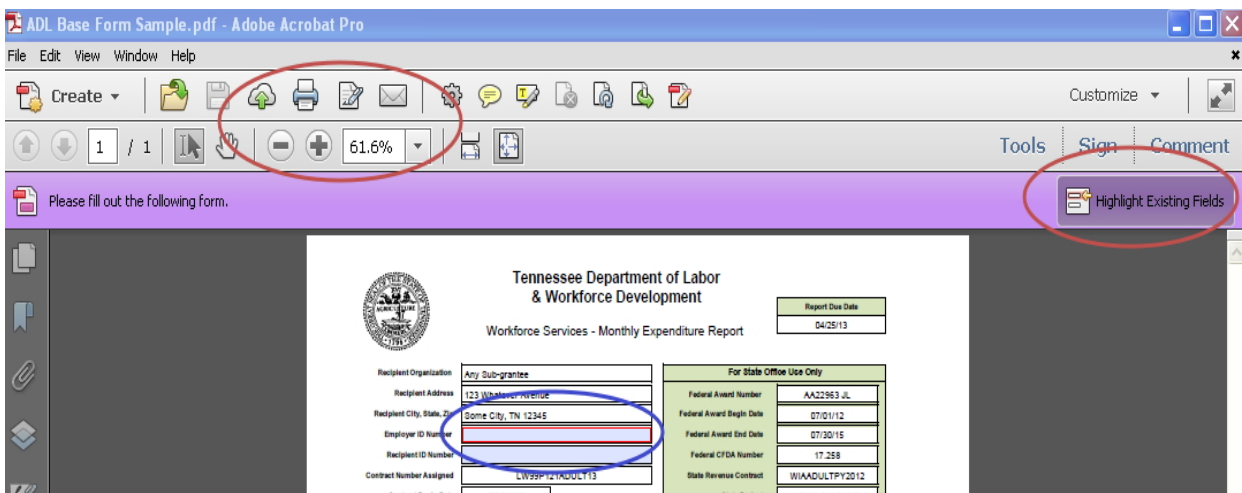 ADL Base Form Sample.pdf - Adobe Acrobat Pro
File Edit View Window Help
Create Customize
1 / 1 61.6% Tools Sign Comment
Please fill out the following form. Highlight Existing Fields
Tennessee Department of Labor
& Workforce Development
Workforce Services - Monthly Expenditure Report
Report Due Date
04/25/13
AGRICULTURE
1796
Recipient Organization Any Sub-grantee For State Office Use Only
Recipient Address 123 Whatever Avenue Federal Award Number AA22963 JL
Recipient City, State, Zip Some City, TN 12345 Federal Award Begin Date 07/01/12
Employer ID Number Federal Award End Date 07/30/15
Recipient ID Number Federal CFDA Number 17.258
Contract Number Assigned LW99P121ADULT13 State Revenue Contract WIAADULTPY2012